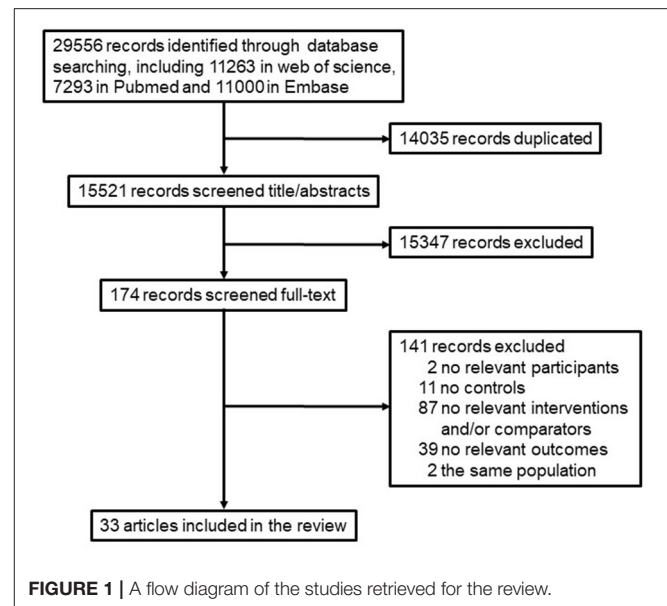 29556 records identified through database
searching, including 11263 in web of science,
7293 in Pubmed and 11000 in Embase
14035 records duplicated
15521 records screened title/abstracts
15347 records excluded
174 records screened full-text
141 records excluded
2 no relevant participants
11 no controls
87 no relevant interventions
and/or comparators
39 no relevant outcomes
2 the same population
33 articles included in the review
FIGURE 1 | A flow diagram of the studies retrieved for the review.